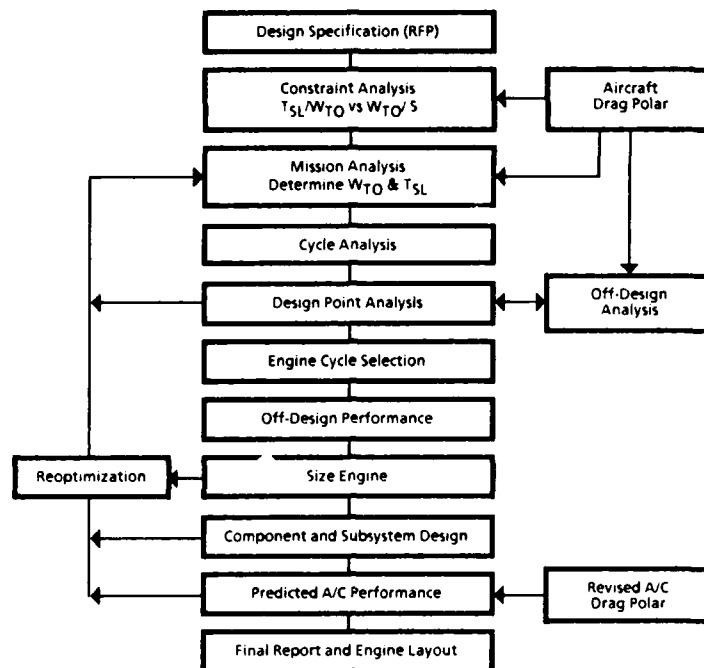 Design Specification (RFP)
Constraint Analysis
TSL/WTO vs WTO/ S
Aircraft
Drag Polar
Mission Analysis
Determine WTO & TSL
Cycle Analysis
Design Point Analysis
Off-Design
Analysis
Engine Cycle Selection
Off-Design Performance
Reoptimization
Size Engine
Component and Subsystem Design
Predicted A/C Performance
Revised A/C
Drag Polar
Final Report and Engine Layout